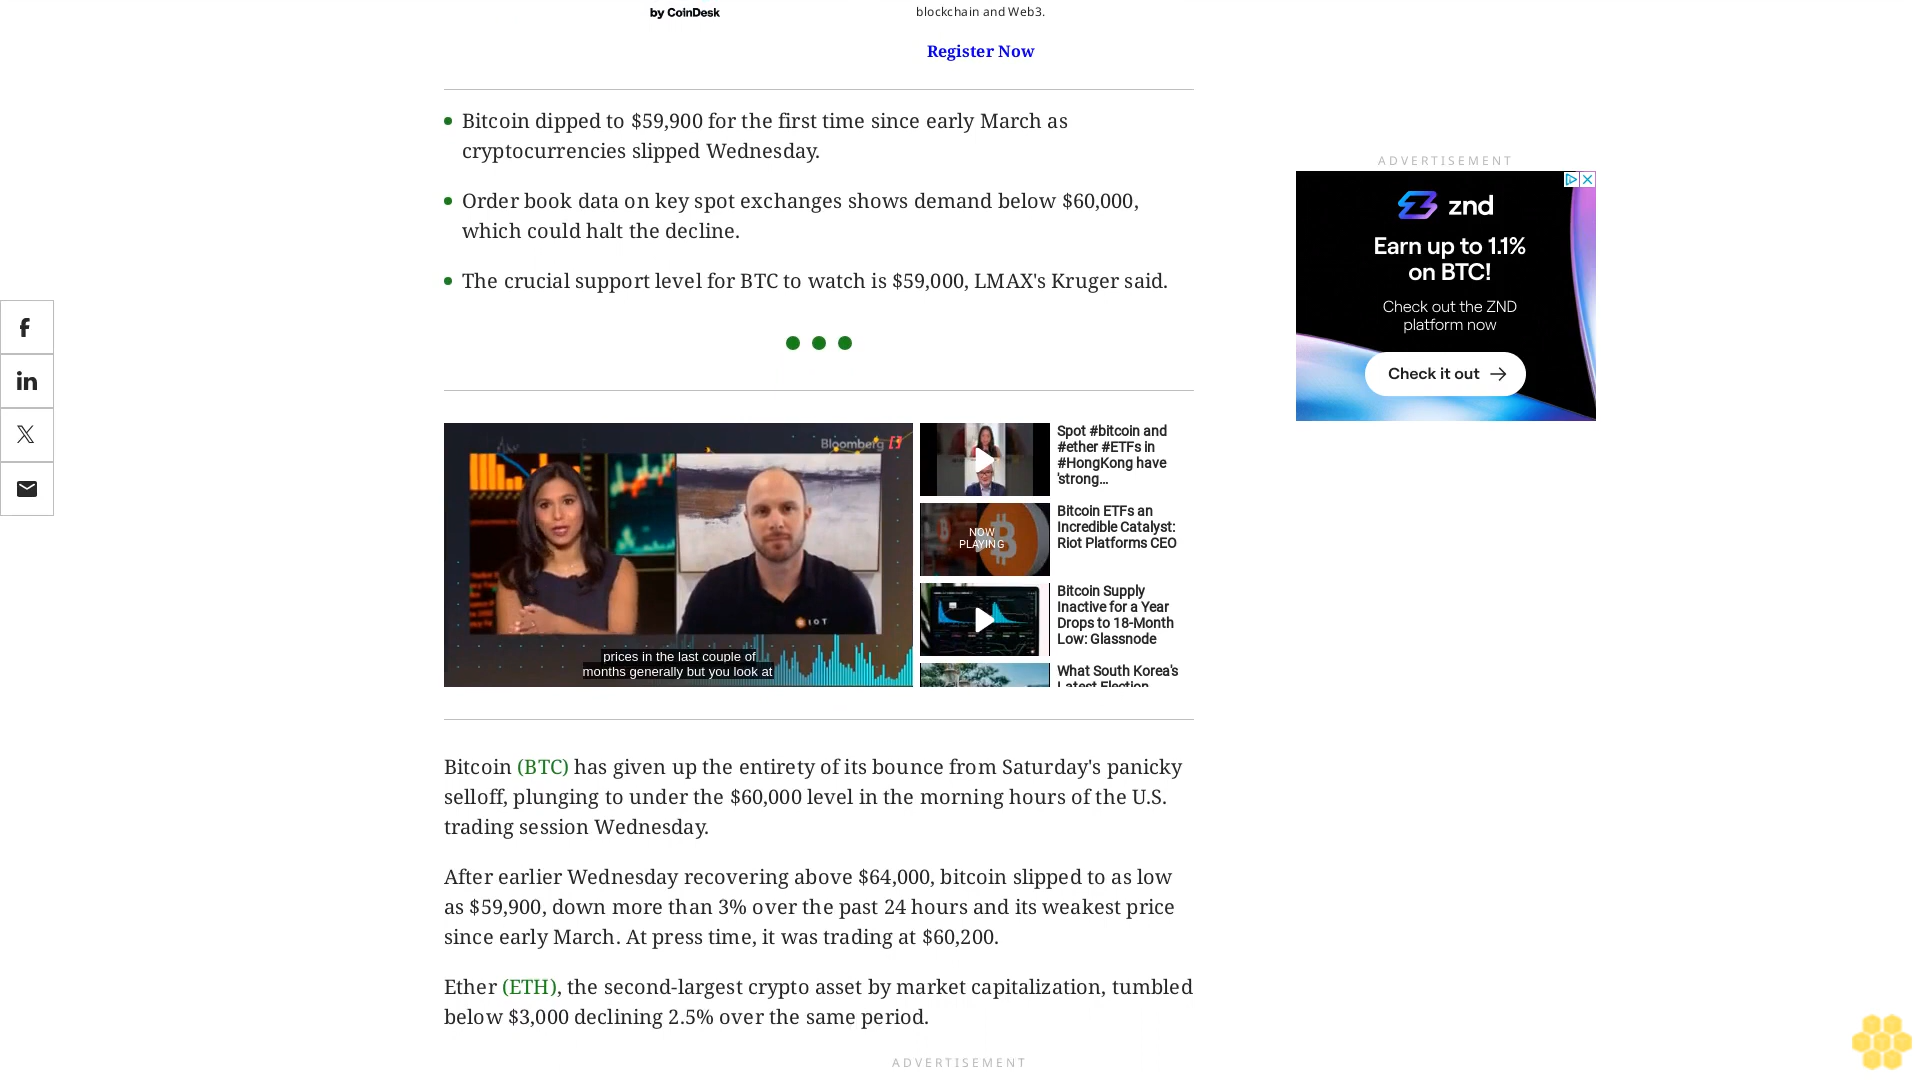 by CoinDesk
blockchain and Web3.
Register Now
Bitcoin dipped to $59,900 for the first time since early March as
cryptocurrencies slipped Wednesday.
Order book data on key spot exchanges shows demand below $60,000,
which could halt the decline.
The crucial support level for BTC to watch is $59,000, LMAX's Kruger said.
ADVERTISEMENT
znd
Earn up to 1.1%
on BTC!
Check out the ZND
platform now
Check it out
Bloomberg
IOT
prices in the last couple of
months generally but you look at
Spot #bitcoin and
#ether #ETFs in
#HongKong have
'strong...
NOW
PLAYING
Bitcoin ETFs an
Incredible Catalyst:
Riot Platforms CEO
Bitcoin Supply
Inactive for a Year
Drops to 18-Month
Low: Glassnode
What South Korea's
Latest Election
Bitcoin (BTC) has given up the entirety of its bounce from Saturday's panicky
selloff, plunging to under the $60,000 level in the morning hours of the U.S.
trading session Wednesday.
After earlier Wednesday recovering above $64,000, bitcoin slipped to as low
as $59,900, down more than 3% over the past 24 hours and its weakest price
since early March. At press time, it was trading at $60,200.
Ether (ETH), the second-largest crypto asset by market capitalization, tumbled
below $3,000 declining 2.5% over the same period.
ADVERTISEMENT